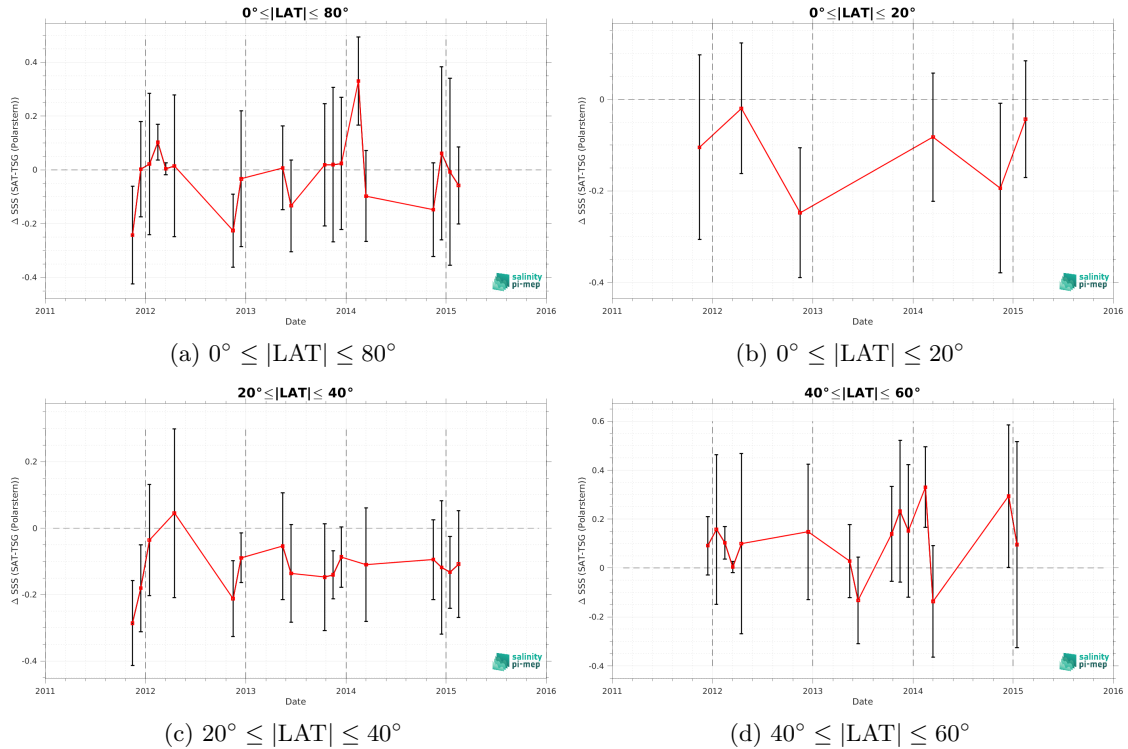 0°≤|LAT|≤ 80°
Δ SSS (SAT-TSG (Polarstern))
0.4
0.2
0
-0.2
-0.4
2011 2012 2013 2014 2015 2016
Date
salinity
pi-mep
(a) 0° ≤ |LAT| ≤ 80°
0°≤|LAT|≤ 20°
Δ SSS (SAT-TSG (Polarstern))
0
-0.2
-0.4
2011 2012 2013 2014 2015 2016
Date
salinity
pi-mep
(b) 0° ≤ |LAT| ≤ 20°
20°≤|LAT|≤ 40°
Δ SSS (SAT-TSG (Polarstern))
0.2
0
-0.2
-0.4
2011 2012 2013 2014 2015 2016
Date
salinity
pi-mep
(c) 20° ≤ |LAT| ≤ 40°
40°≤|LAT|≤ 60°
Δ SSS (SAT-TSG (Polarstern))
0.6
0.4
0.2
0
-0.2
-0.4
2011 2012 2013 2014 2015 2016
Date
salinity
pi-mep
(d) 40° ≤ |LAT| ≤ 60°